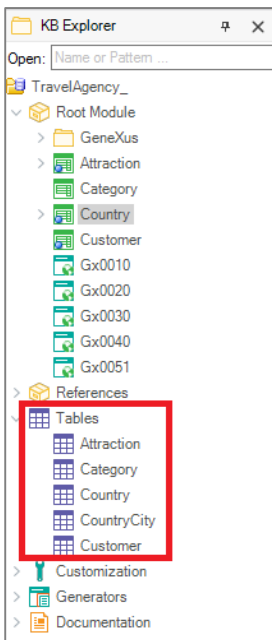 KB Explorer
Open: Name or Pattern ...
TravelAgency_
Root Module
GeneXus
Attraction
Category
Country
Customer
Gx0010
Gx0020
Gx0030
Gx0040
Gx0051
References
Tables
Attraction
Category
Country
CountryCity
Customer
Customization
Generators
Documentation